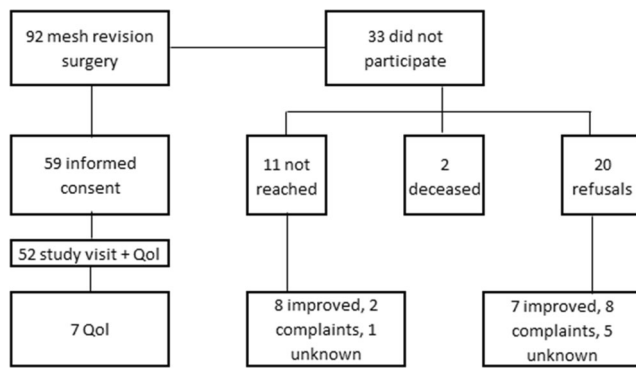 92 mesh revision
surgery
33 did not
participate
59 informed
consent
11 not
reached
2
deceased
20
refusals
52 study visit + Qol
7 Qol
8 improved, 2
complaints, 1
unknown
7 improved, 8
complaints, 5
unknown